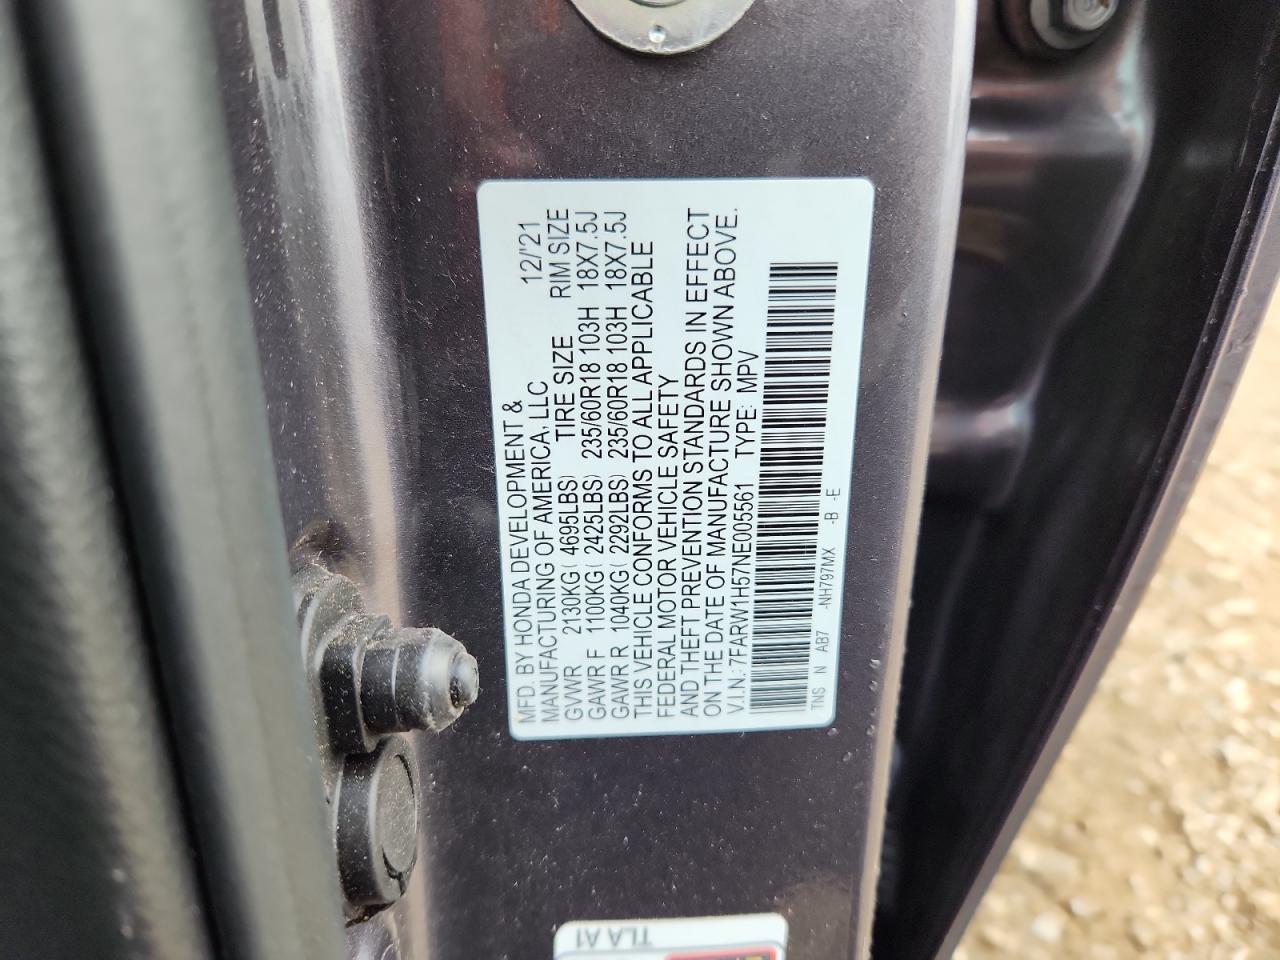 MFD. BY HONDA DEVELOPMENT &
MANUFACTURING OF AMERICA, LLC 12/'21
GVWR 2130KG( 4695LBS) TIRE SIZE RIM SIZE
GAWR F 1100KG( 2425LBS) 235/60R18 103H 18X7.5J
GAWR R 1040KG( 2292LBS) 235/60R18 103H 18X7.5J
THIS VEHICLE CONFORMS TO ALL APPLICABLE
FEDERAL MOTOR VEHICLE SAFETY
AND THEFT PREVENTION STANDARDS IN EFFECT
ON THE DATE OF MANUFACTURE SHOWN ABOVE.
V.I.N.: 7FARW1H57NE005561 TYPE: MPV
TNS N AB7 -NH797MX -B -E
TLA A1